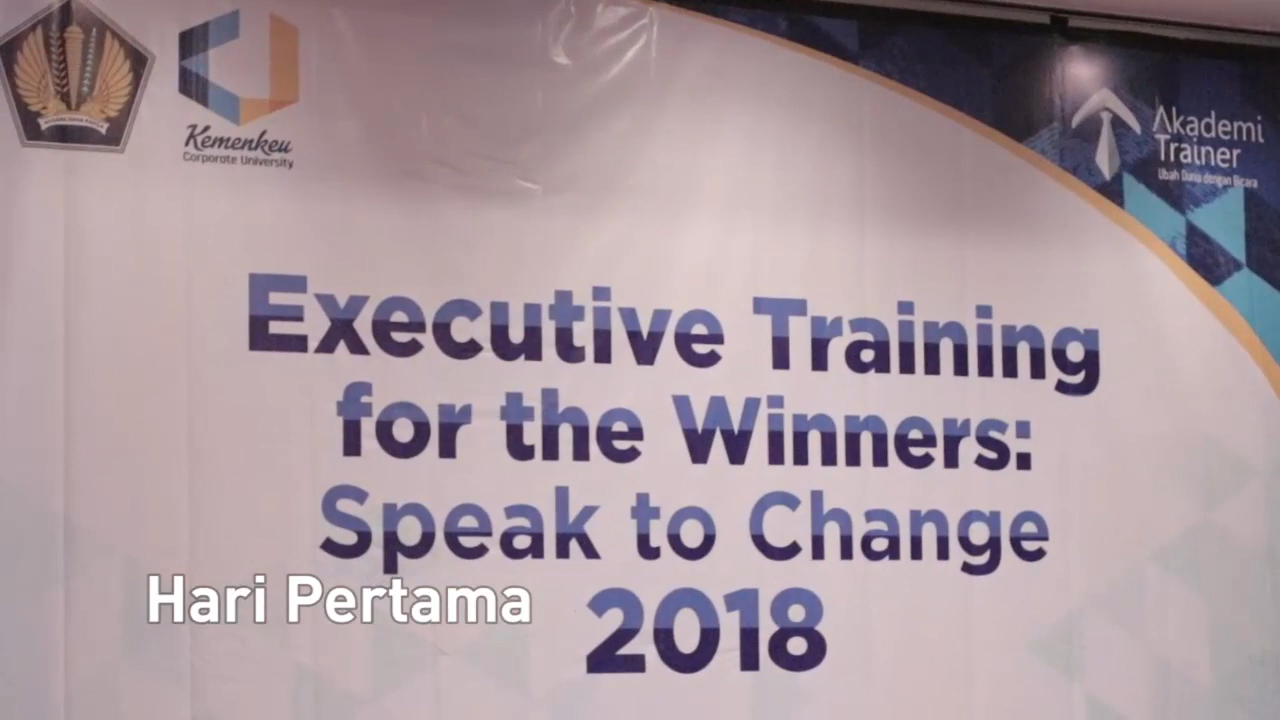 Kemenkeu
Corporate University
Akademi
Trainer
Ubah Dunia dengan Bicara
Executive Training
for the Winners:
Speak to Change
2018
Hari Pertama